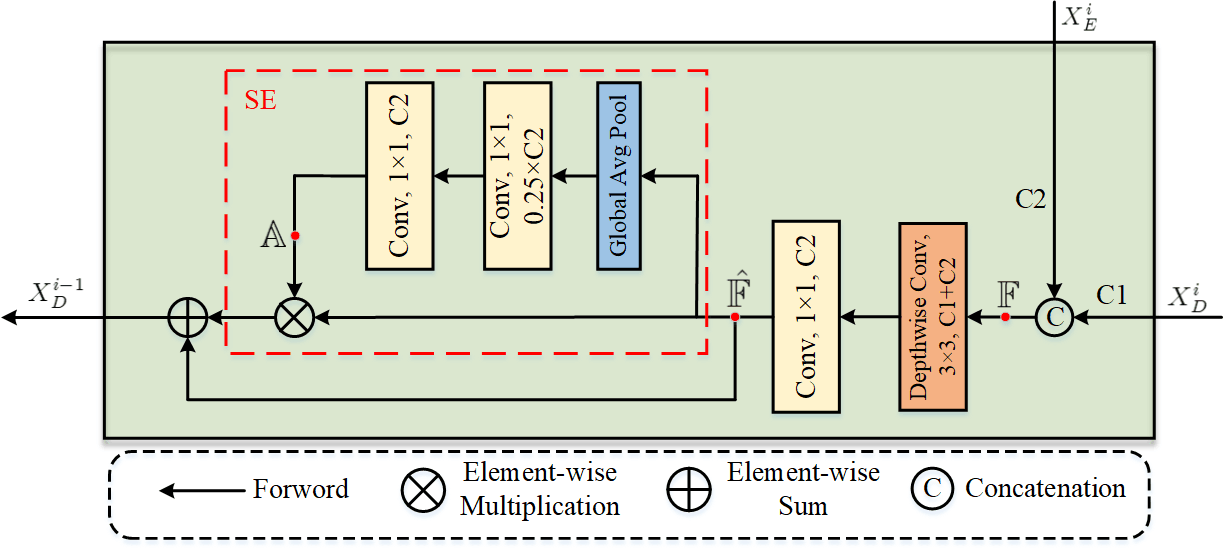 $X_E^i$
SE
Conv, 1×1, C2
Conv, 1×1,
0.25×C2
Global Avg Pool
$\mathbb{A}$
$\hat{\mathbb{F}}$
Conv, 1×1, C2
Depthwise Conv,
3×3, C1+C2
$\mathbb{F}$
C2
C
C1
$X_D^i$
$X_D^{i-1}$
Forword
Element-wise
Multiplication
Element-wise
Sum
C
Concatenation